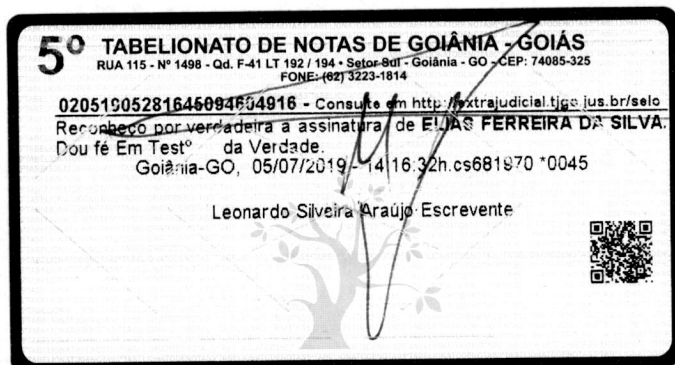 5º TABELIONATO DE NOTAS DE GOIÂNIA - GOIÁS
RUA 115 - Nº 1498 - Qd. F-41 LT 192 / 194 • Setor Sul - Goiânia - GO - CEP: 74085-325
FONE: (62) 3223-1814
- Consulte em http://extrajudicial.tjgo.jus.br/selo
Reconheço por verdadeira a assinatura de ELIAS FERREIRA DA SILVA.
Dou fé Em Testº da Verdade.
Goiânia-GO, 05/07/2019 - 14:16:32h.cs681970 *0045
Leonardo Silveira Araújo Escrevente